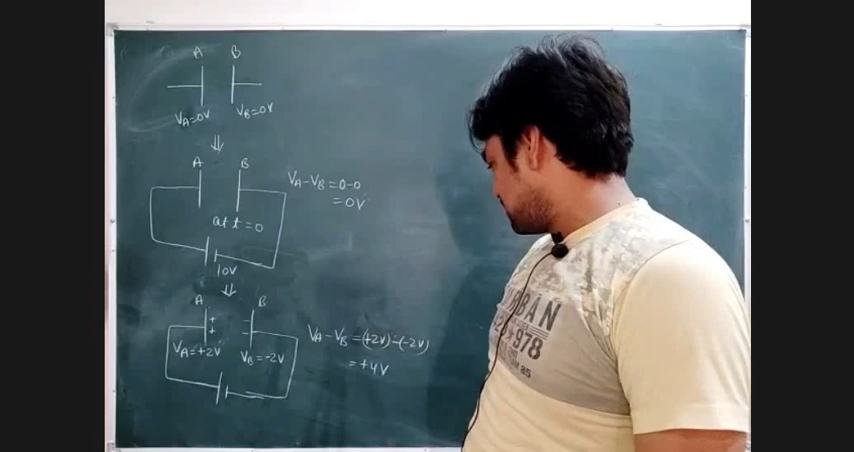 A B
VA=0V VB=0V
⇓
A B
VA-VB=0-0
=0V
at t=0
10V
⇓
A B
+ -
+ -
VA=+2V VB=-2V
VA-VB=(+2V)-(-2V)
=+4V
URBAN
978